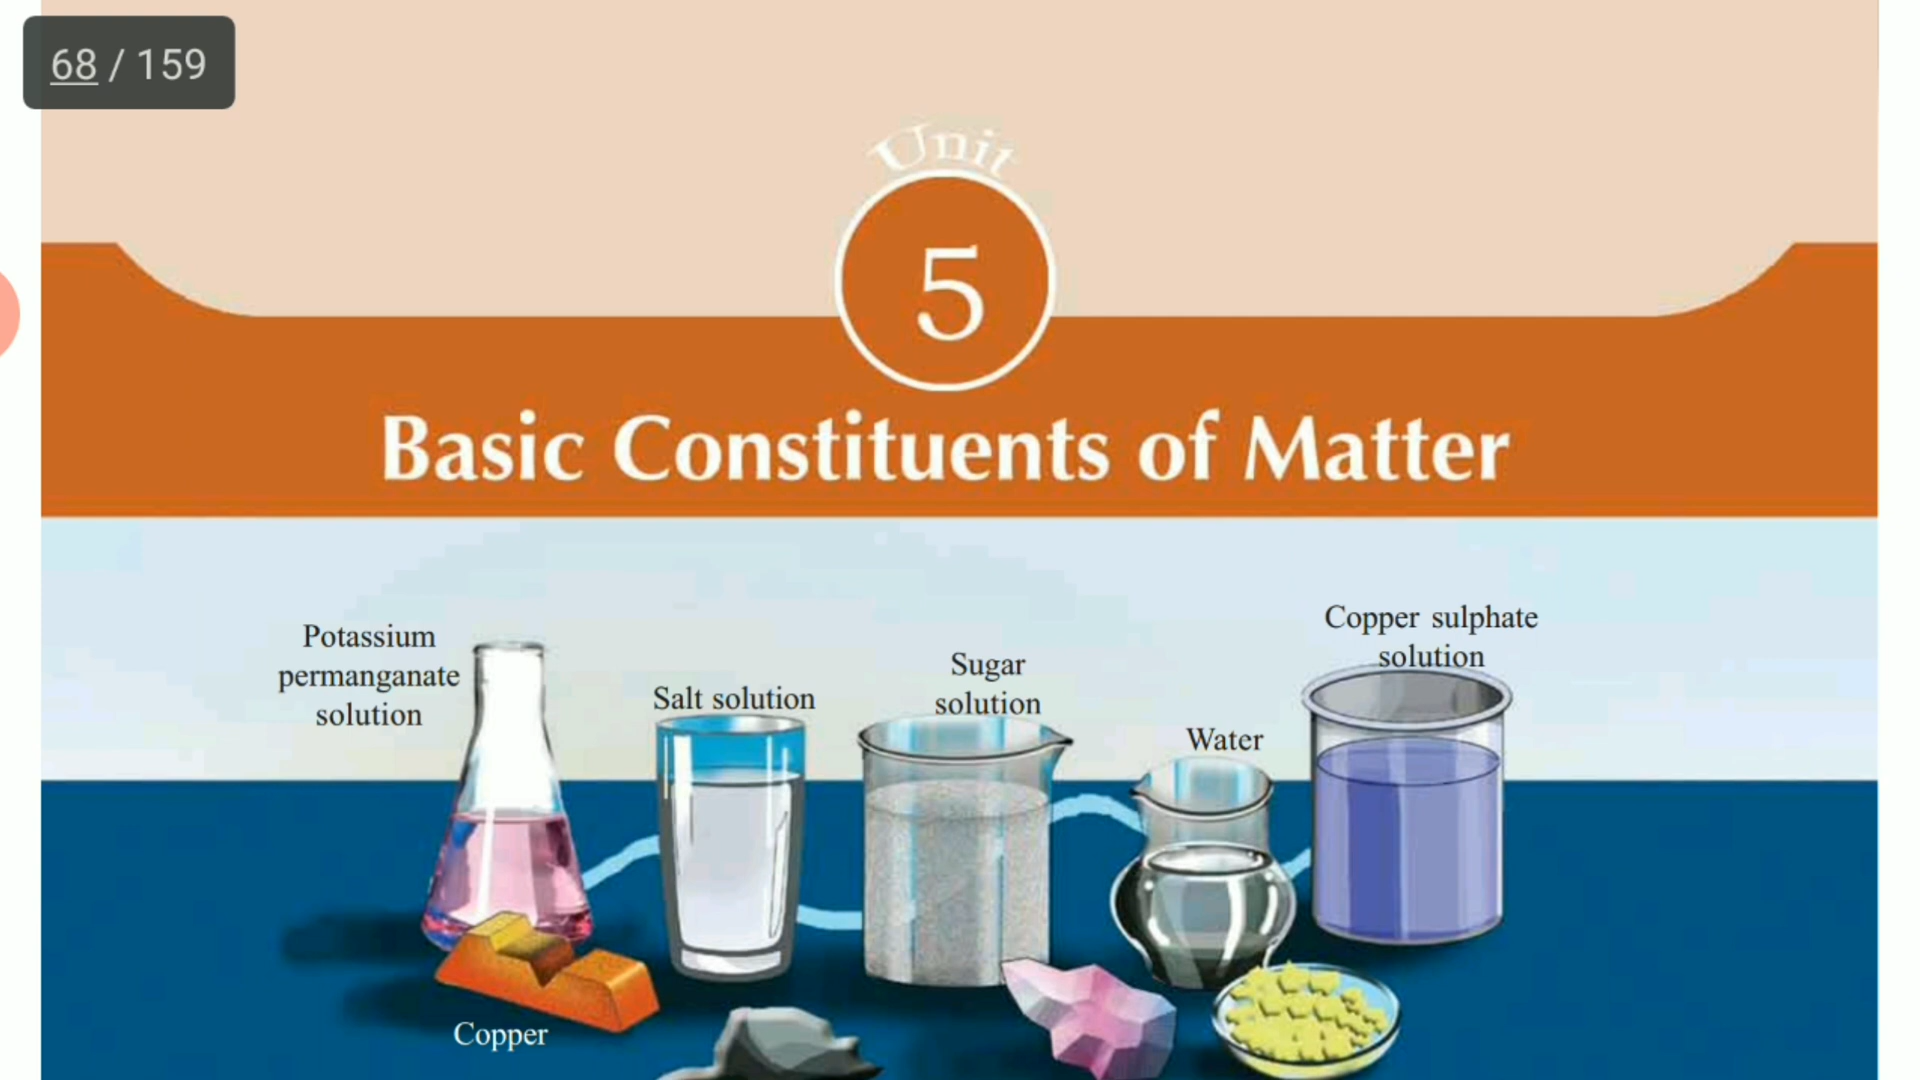 68 / 159
Unit
5
Basic Constituents of Matter
Potassium
permanganate
solution
Salt solution
Sugar
solution
Water
Copper sulphate
solution
Copper